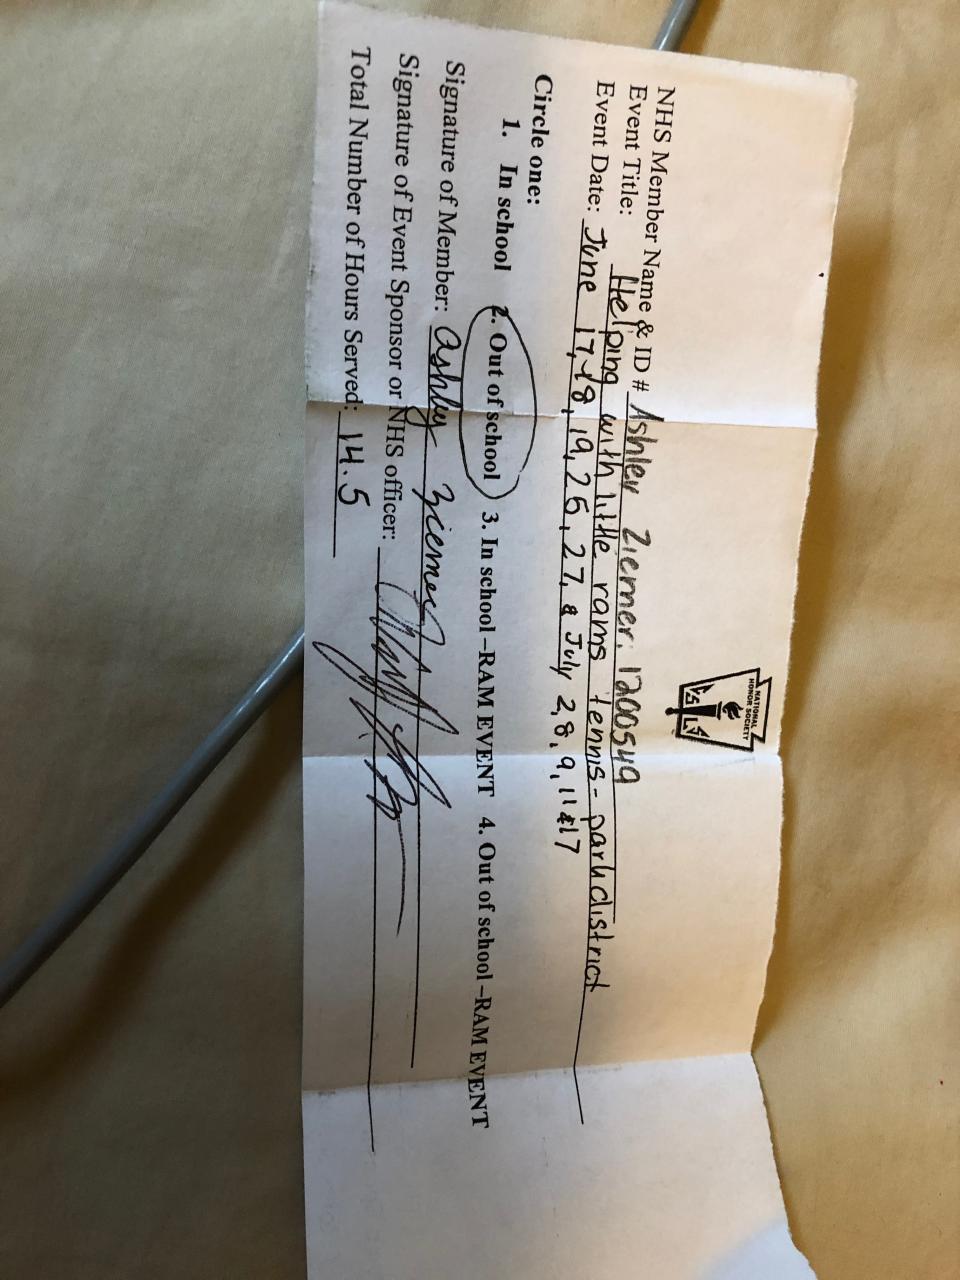 NATIONAL
HONOR SOCIETY
NHS Member Name & ID # Ashley Ziemer: 1200549
Event Title: Helping with little rams tennis - park district
Event Date: June 17, 18, 19, 25, 27, & July 2, 8, 9, 11 & 17
Circle one:
1. In school 2. Out of school 3. In school –RAM EVENT 4. Out of school –RAM EVENT
Signature of Member: Ashley Ziemer
Signature of Event Sponsor or NHS officer:
Total Number of Hours Served: 14.5